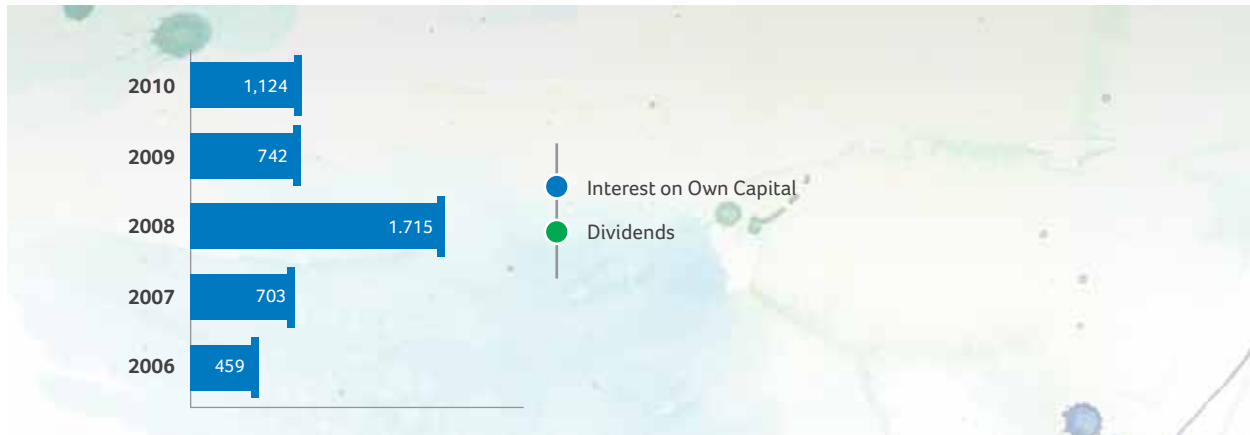 2010 1,124
2009 742
2008 1.715
2007 703
2006 459
Interest on Own Capital
Dividends